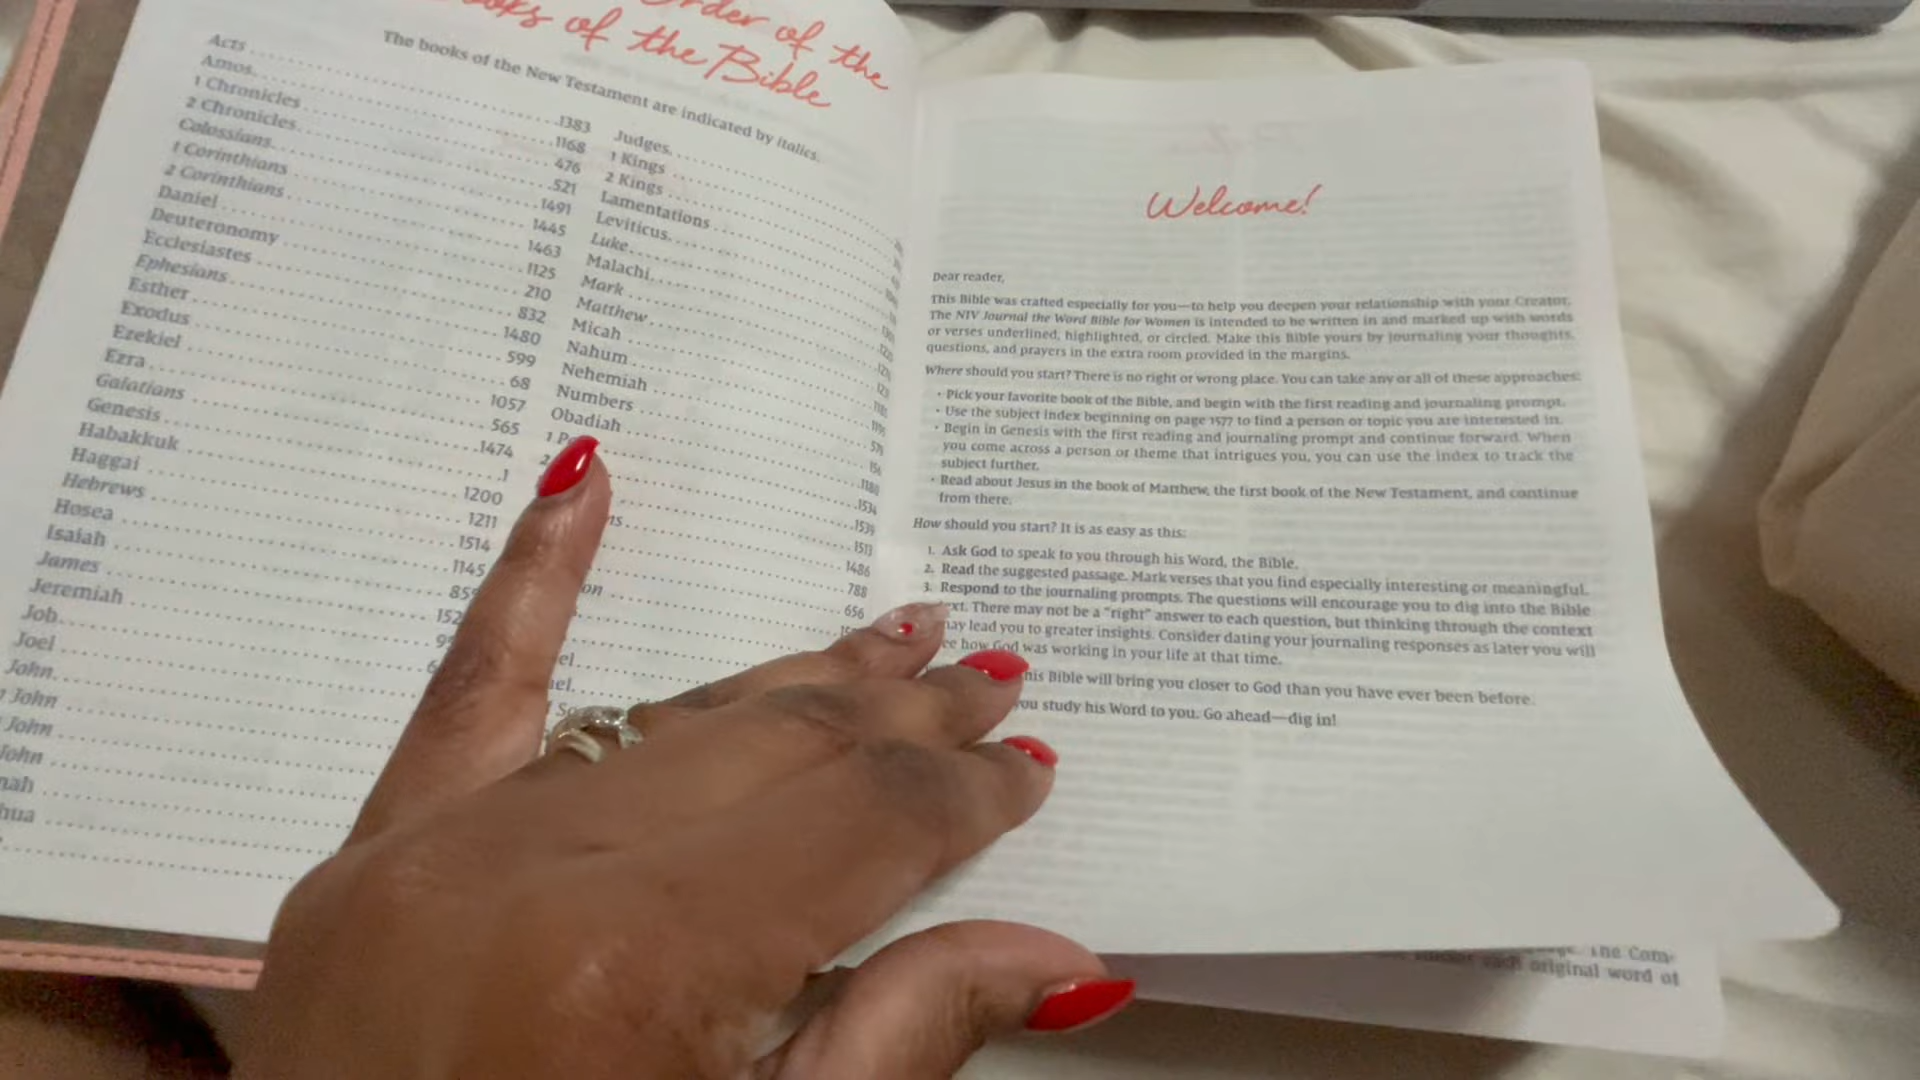 Order of the
Books of the Bible
The books of the New Testament are indicated by italics.
Acts ..... 1383
Amos ..... 1168
1 Chronicles ..... 476
2 Chronicles ..... 521
Colossians ..... 1491
1 Corinthians ..... 1445
2 Corinthians ..... 1463
Daniel ..... 1125
Deuteronomy ..... 210
Ecclesiastes ..... 832
Ephesians ..... 1480
Esther ..... 599
Exodus ..... 68
Ezekiel ..... 1057
Ezra ..... 565
Galatians ..... 1474
Genesis ..... 1
Habakkuk ..... 1200
Haggai ..... 1211
Hebrews ..... 1514
Hosea ..... 1145
Isaiah ..... 859
James ..... 152
Jeremiah
Job
Joel
John
1 John
John
John
nah
hua
Judges
1 Kings
2 Kings
Lamentations
Leviticus
Luke
Malachi
Mark
Matthew
Micah
Nahum
Nehemiah
Numbers
Obadiah
1 P
2
1180
1534
1539
1511
1486
788
656
ns
on
el
uel
f So
Welcome!
Dear reader,
This Bible was crafted especially for you—to help you deepen your relationship with your Creator.
The NIV Journal the Word Bible for Women is intended to be written in and marked up with words
or verses underlined, highlighted, or circled. Make this Bible yours by journaling your thoughts,
questions, and prayers in the extra room provided in the margins.
Where should you start? There is no right or wrong place. You can take any or all of these approaches:
• Pick your favorite book of the Bible, and begin with the first reading and journaling prompt.
• Use the subject index beginning on page 1577 to find a person or topic you are interested in.
• Begin in Genesis with the first reading and journaling prompt and continue forward. When
you come across a person or theme that intrigues you, you can use the index to track the
subject further.
• Read about Jesus in the book of Matthew, the first book of the New Testament, and continue
from there.
How should you start? It is as easy as this:
1. Ask God to speak to you through his Word, the Bible.
2. Read the suggested passage. Mark verses that you find especially interesting or meaningful.
3. Respond to the journaling prompts. The questions will encourage you to dig into the Bible
ext. There may not be a “right” answer to each question, but thinking through the context
may lead you to greater insights. Consider dating your journaling responses as later you will
ee how God was working in your life at that time.
his Bible will bring you closer to God than you have ever been before.
you study his Word to you. Go ahead—dig in!
The Com-
each original word of